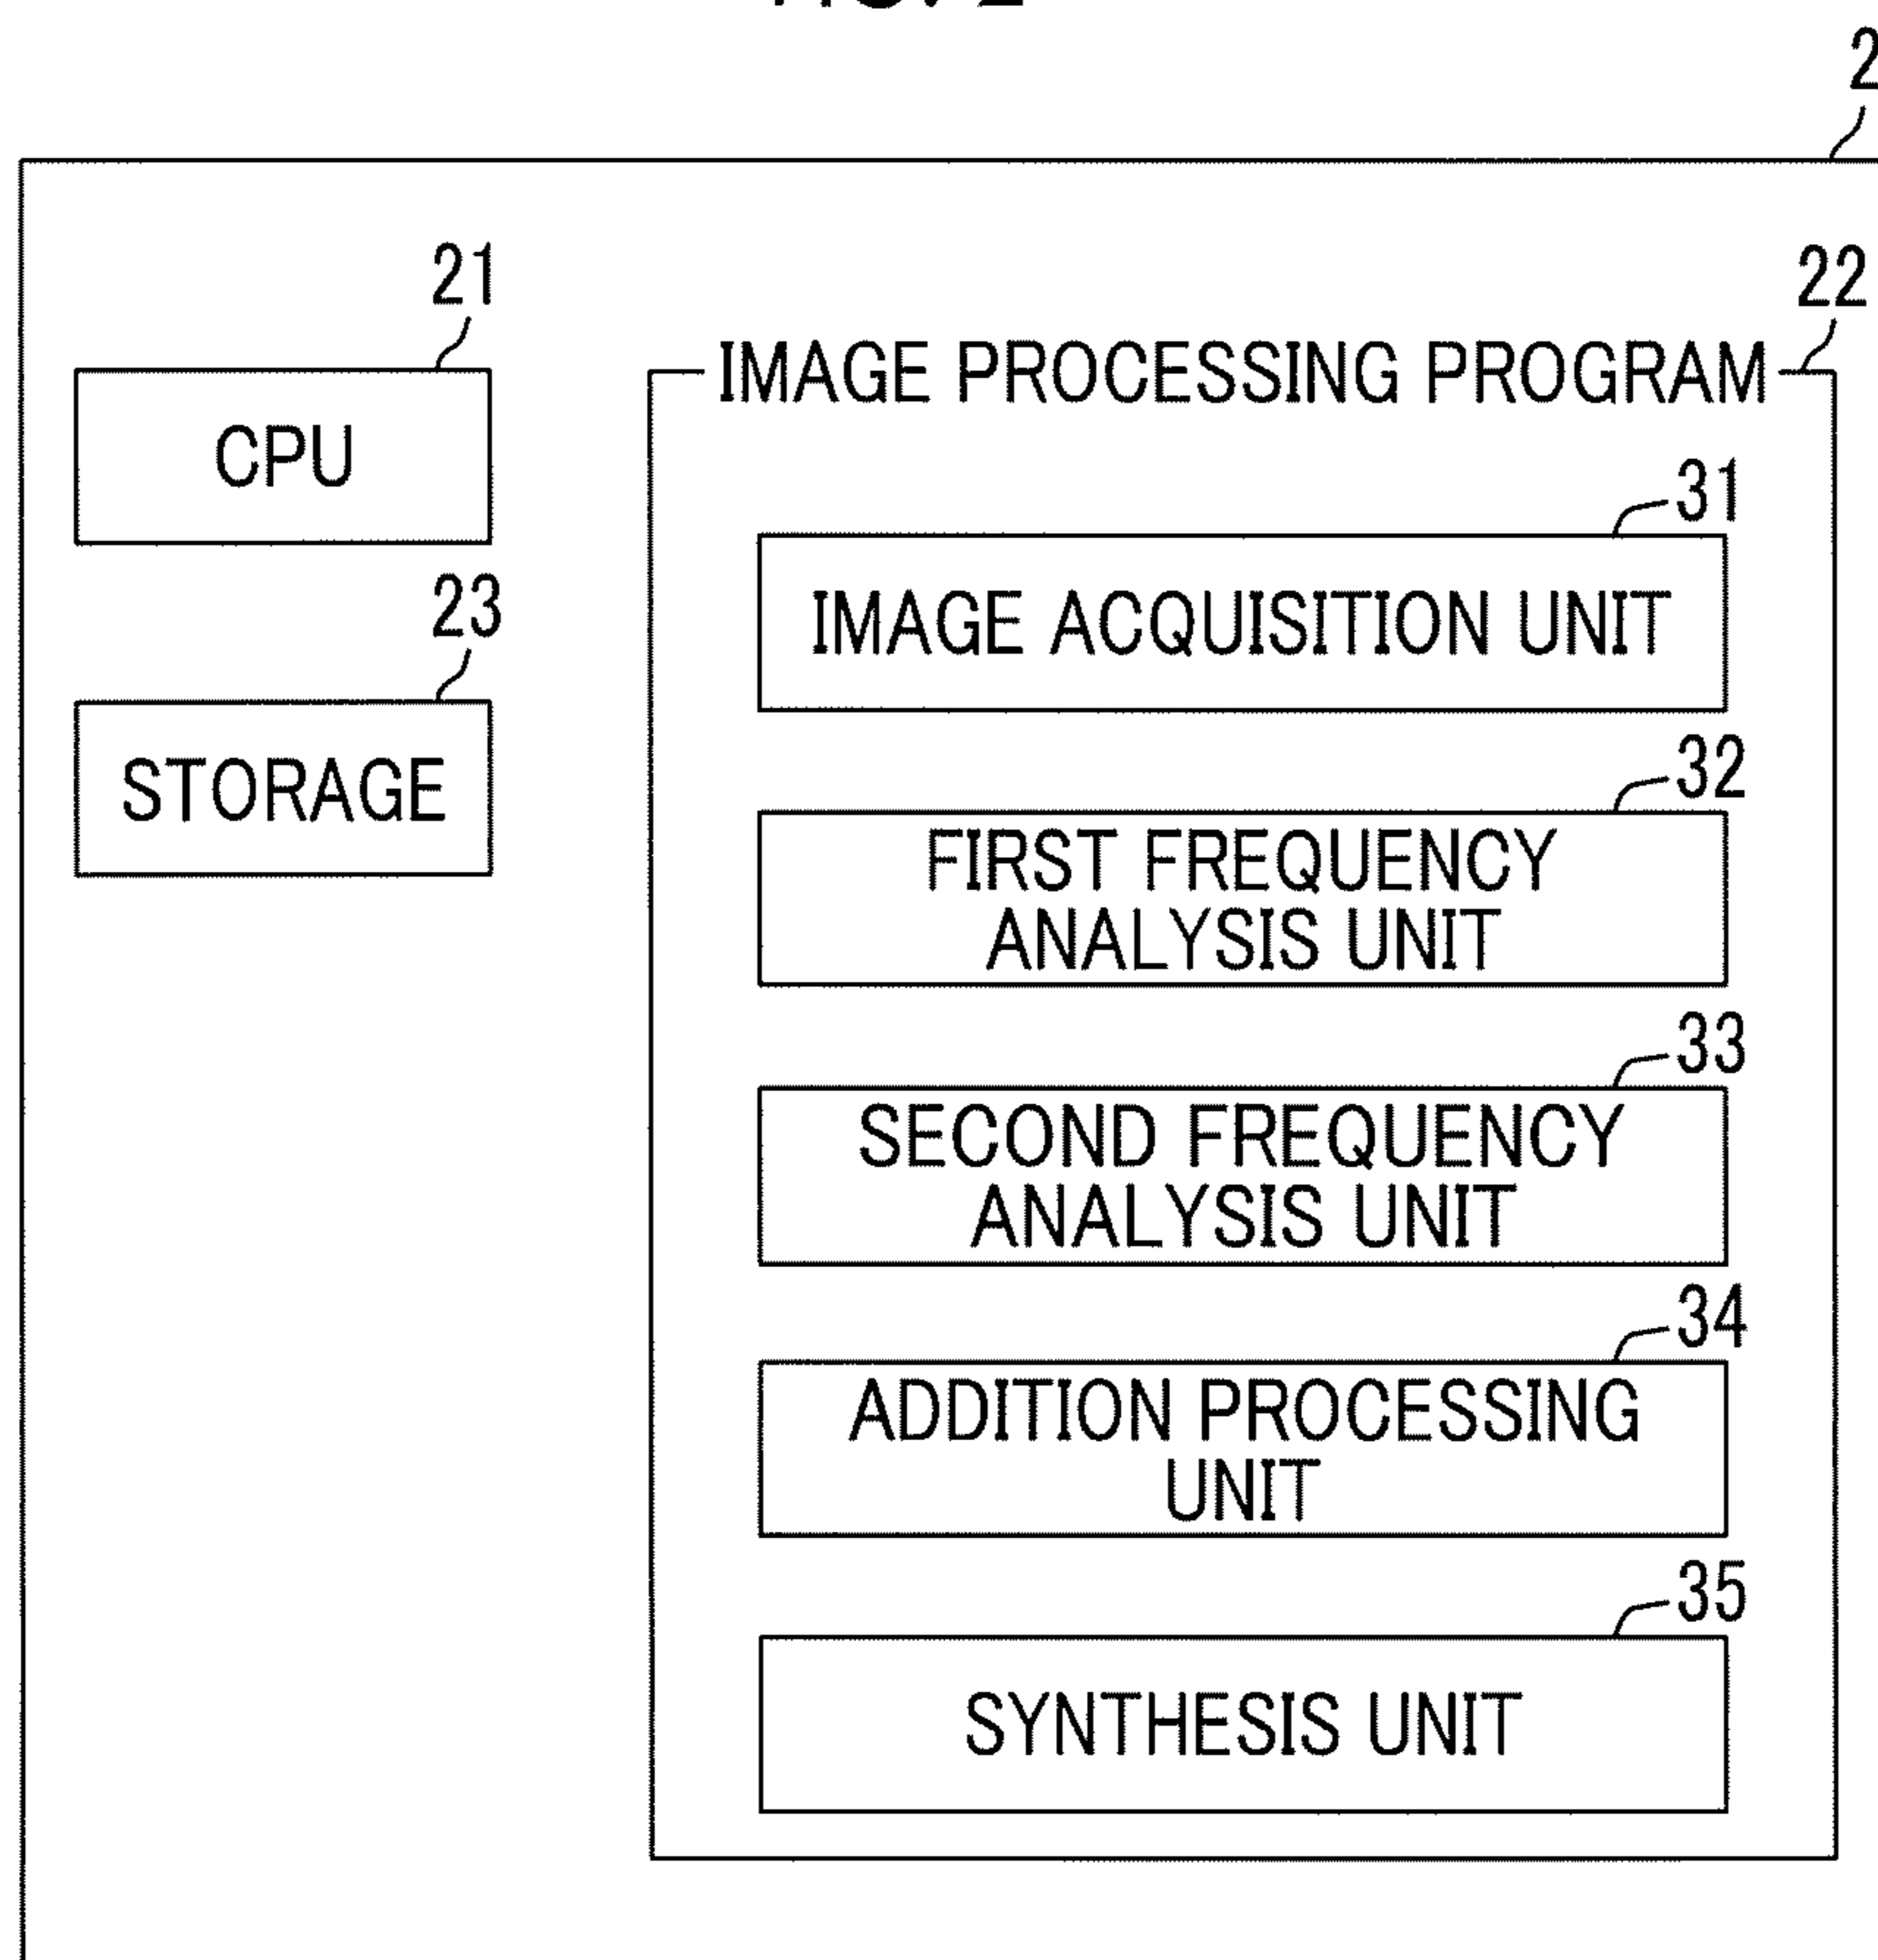 2
21
22
IMAGE PROCESSING PROGRAM
CPU
31
IMAGE ACQUISITION UNIT
23
STORAGE
32
FIRST FREQUENCY
ANALYSIS UNIT
33
SECOND FREQUENCY
ANALYSIS UNIT
34
ADDITION PROCESSING
UNIT
35
SYNTHESIS UNIT